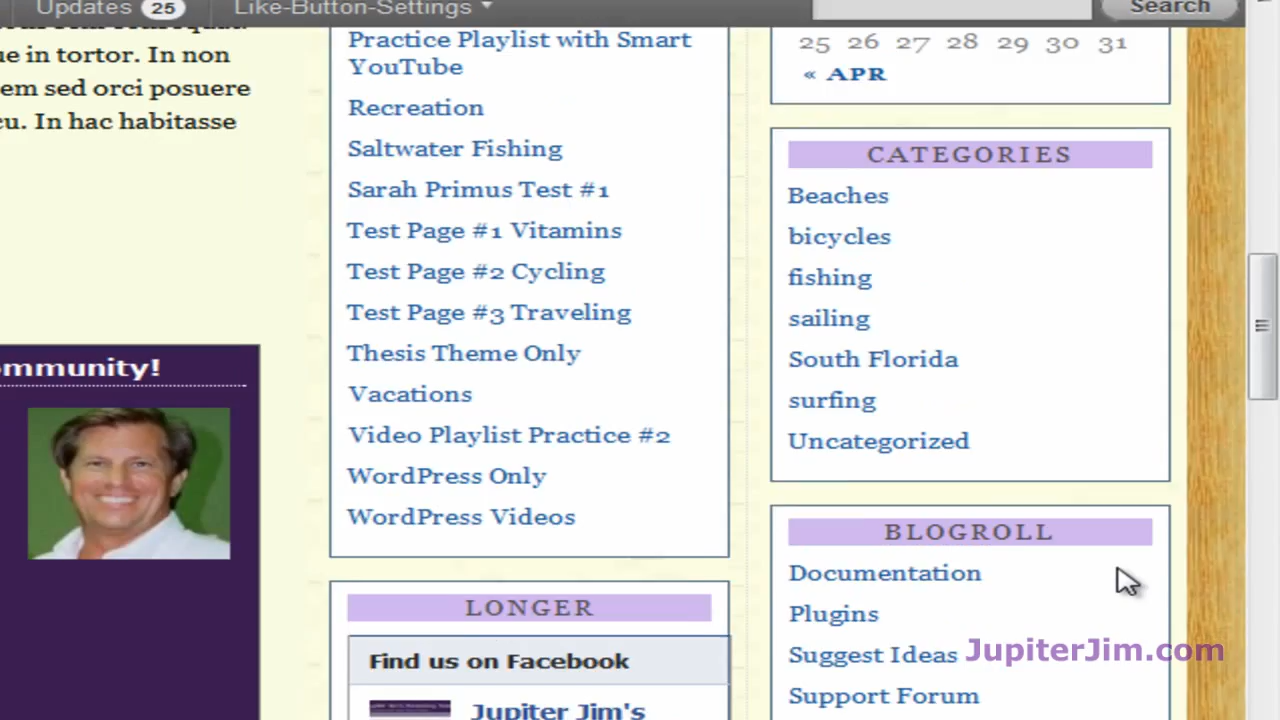 Updates 25 Like-Button-Settings Search
ue in tortor. In non
em sed orci posuere
cu. In hac habitasse
ommunity!
Practice Playlist with Smart
YouTube
Recreation
Saltwater Fishing
Sarah Primus Test #1
Test Page #1 Vitamins
Test Page #2 Cycling
Test Page #3 Traveling
Thesis Theme Only
Vacations
Video Playlist Practice #2
WordPress Only
WordPress Videos
LONGER
Find us on Facebook
Jupiter Jim's
25 26 27 28 29 30 31
« APR
CATEGORIES
Beaches
bicycles
fishing
sailing
South Florida
surfing
Uncategorized
BLOGROLL
Documentation
Plugins
Suggest Ideas
Support Forum
JupiterJim.com